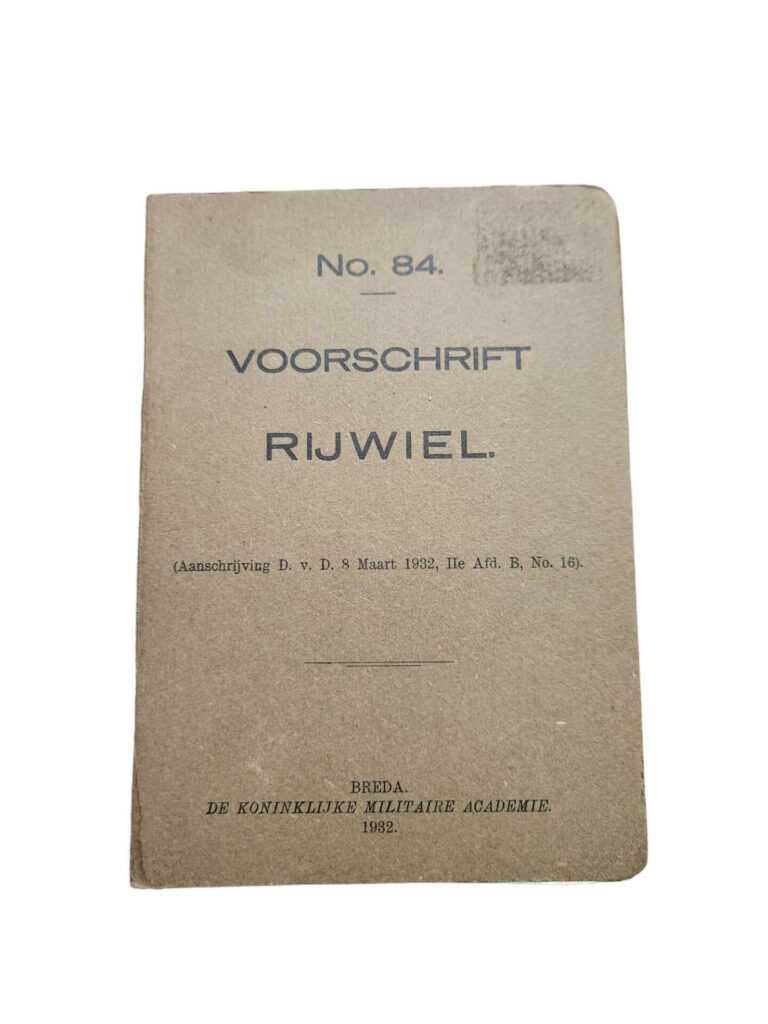 No. 84.
VOORSCHRIFT
RIJWIEL.
(Aanschrijving D. v. D. 8 Maart 1932, IIe Afd. B, No. 16).
BREDA.
DE KONINKLIJKE MILITAIRE ACADEMIE.
1932.